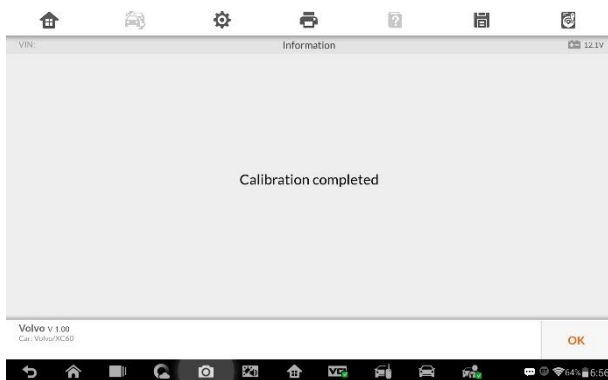 VIN:
Information
12.1V
Calibration completed
Volvo V 1.00
Car: Volvo/XC60
OK
64% 6:56